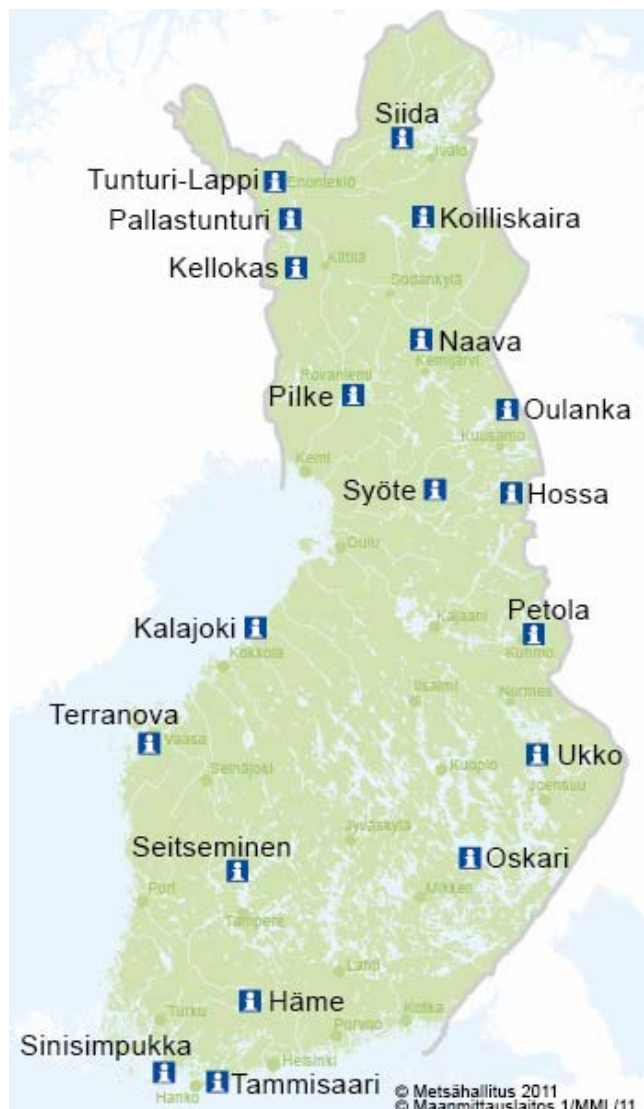 Siida
Ivalo
Tunturi-Lappi
Enontekiö
Pallastunturi
Koilliskaira
Kellokas
Kittilä
Sodankylä
Naava
Kemijärvi
Rovaniemi
Pilke
Oulanka
Kuusamo
Kemi
Syöte
Hossa
Oulu
Kalajoki
Kajaani
Petola
Kuhmo
Kokkola
Iisalmi
Nurmes
Terranova
Vaasa
Ukko
Seinäjoki
Kuopio
Joensuu
Jyväskylä
Seitseminen
Oskari
Pori
Mikkeli
Tampere
Lahti
Häme
Turku
Kotka
Porvoo
Sinisimpukka
Helsinki
Hanko
Tammisaari
© Metsähallitus 2011
© Maanmittauslaitos 1/MML/11